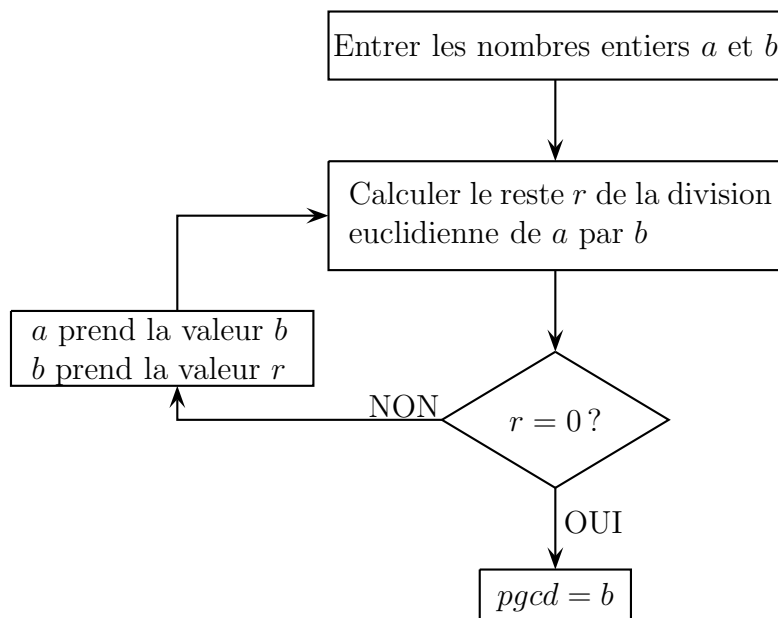 Entrer les nombres entiers a et b
Calculer le reste r de la division
euclidienne de a par b
a prend la valeur b
b prend la valeur r
NON
r = 0 ?
OUI
pgcd = b